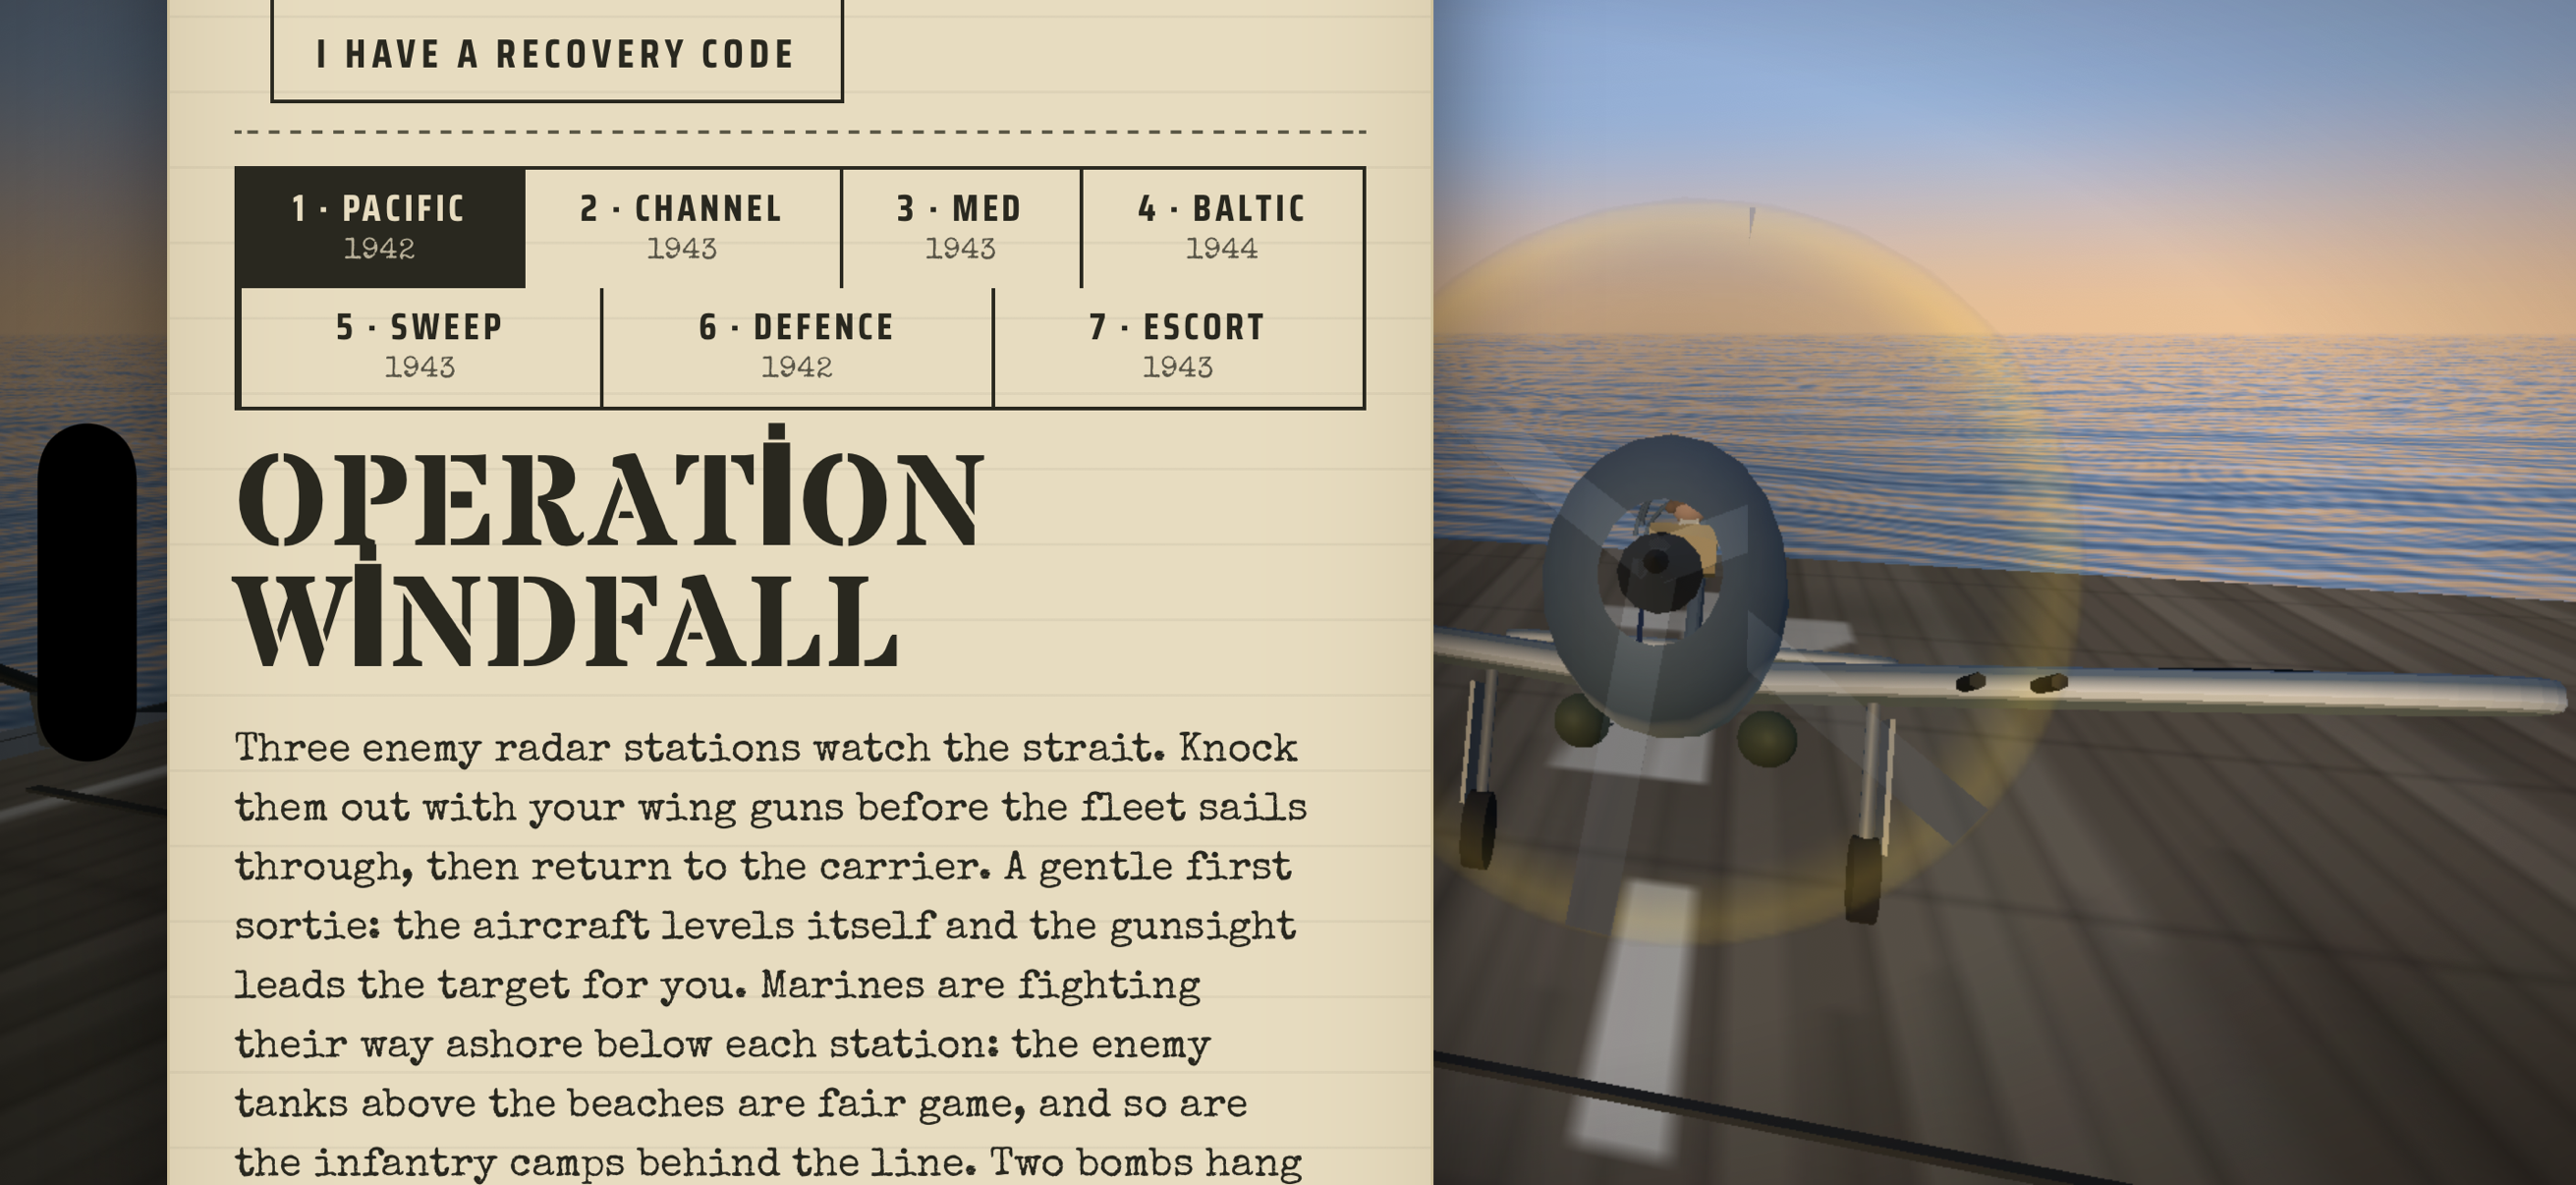 I HAVE A RECOVERY CODE
1 · PACIFIC
1942
2 · CHANNEL
1943
3 · MED
1943
4 · BALTIC
1944
5 · SWEEP
1943
6 · DEFENCE
1942
7 · ESCORT
1943
OPERATION
WINDFALL
Three enemy radar stations watch the strait. Knock
them out with your wing guns before the fleet sails
through, then return to the carrier. A gentle first
sortie: the aircraft levels itself and the gunsight
leads the target for you. Marines are fighting
their way ashore below each station: the enemy
tanks above the beaches are fair game, and so are
the infantry camps behind the line. Two bombs hang